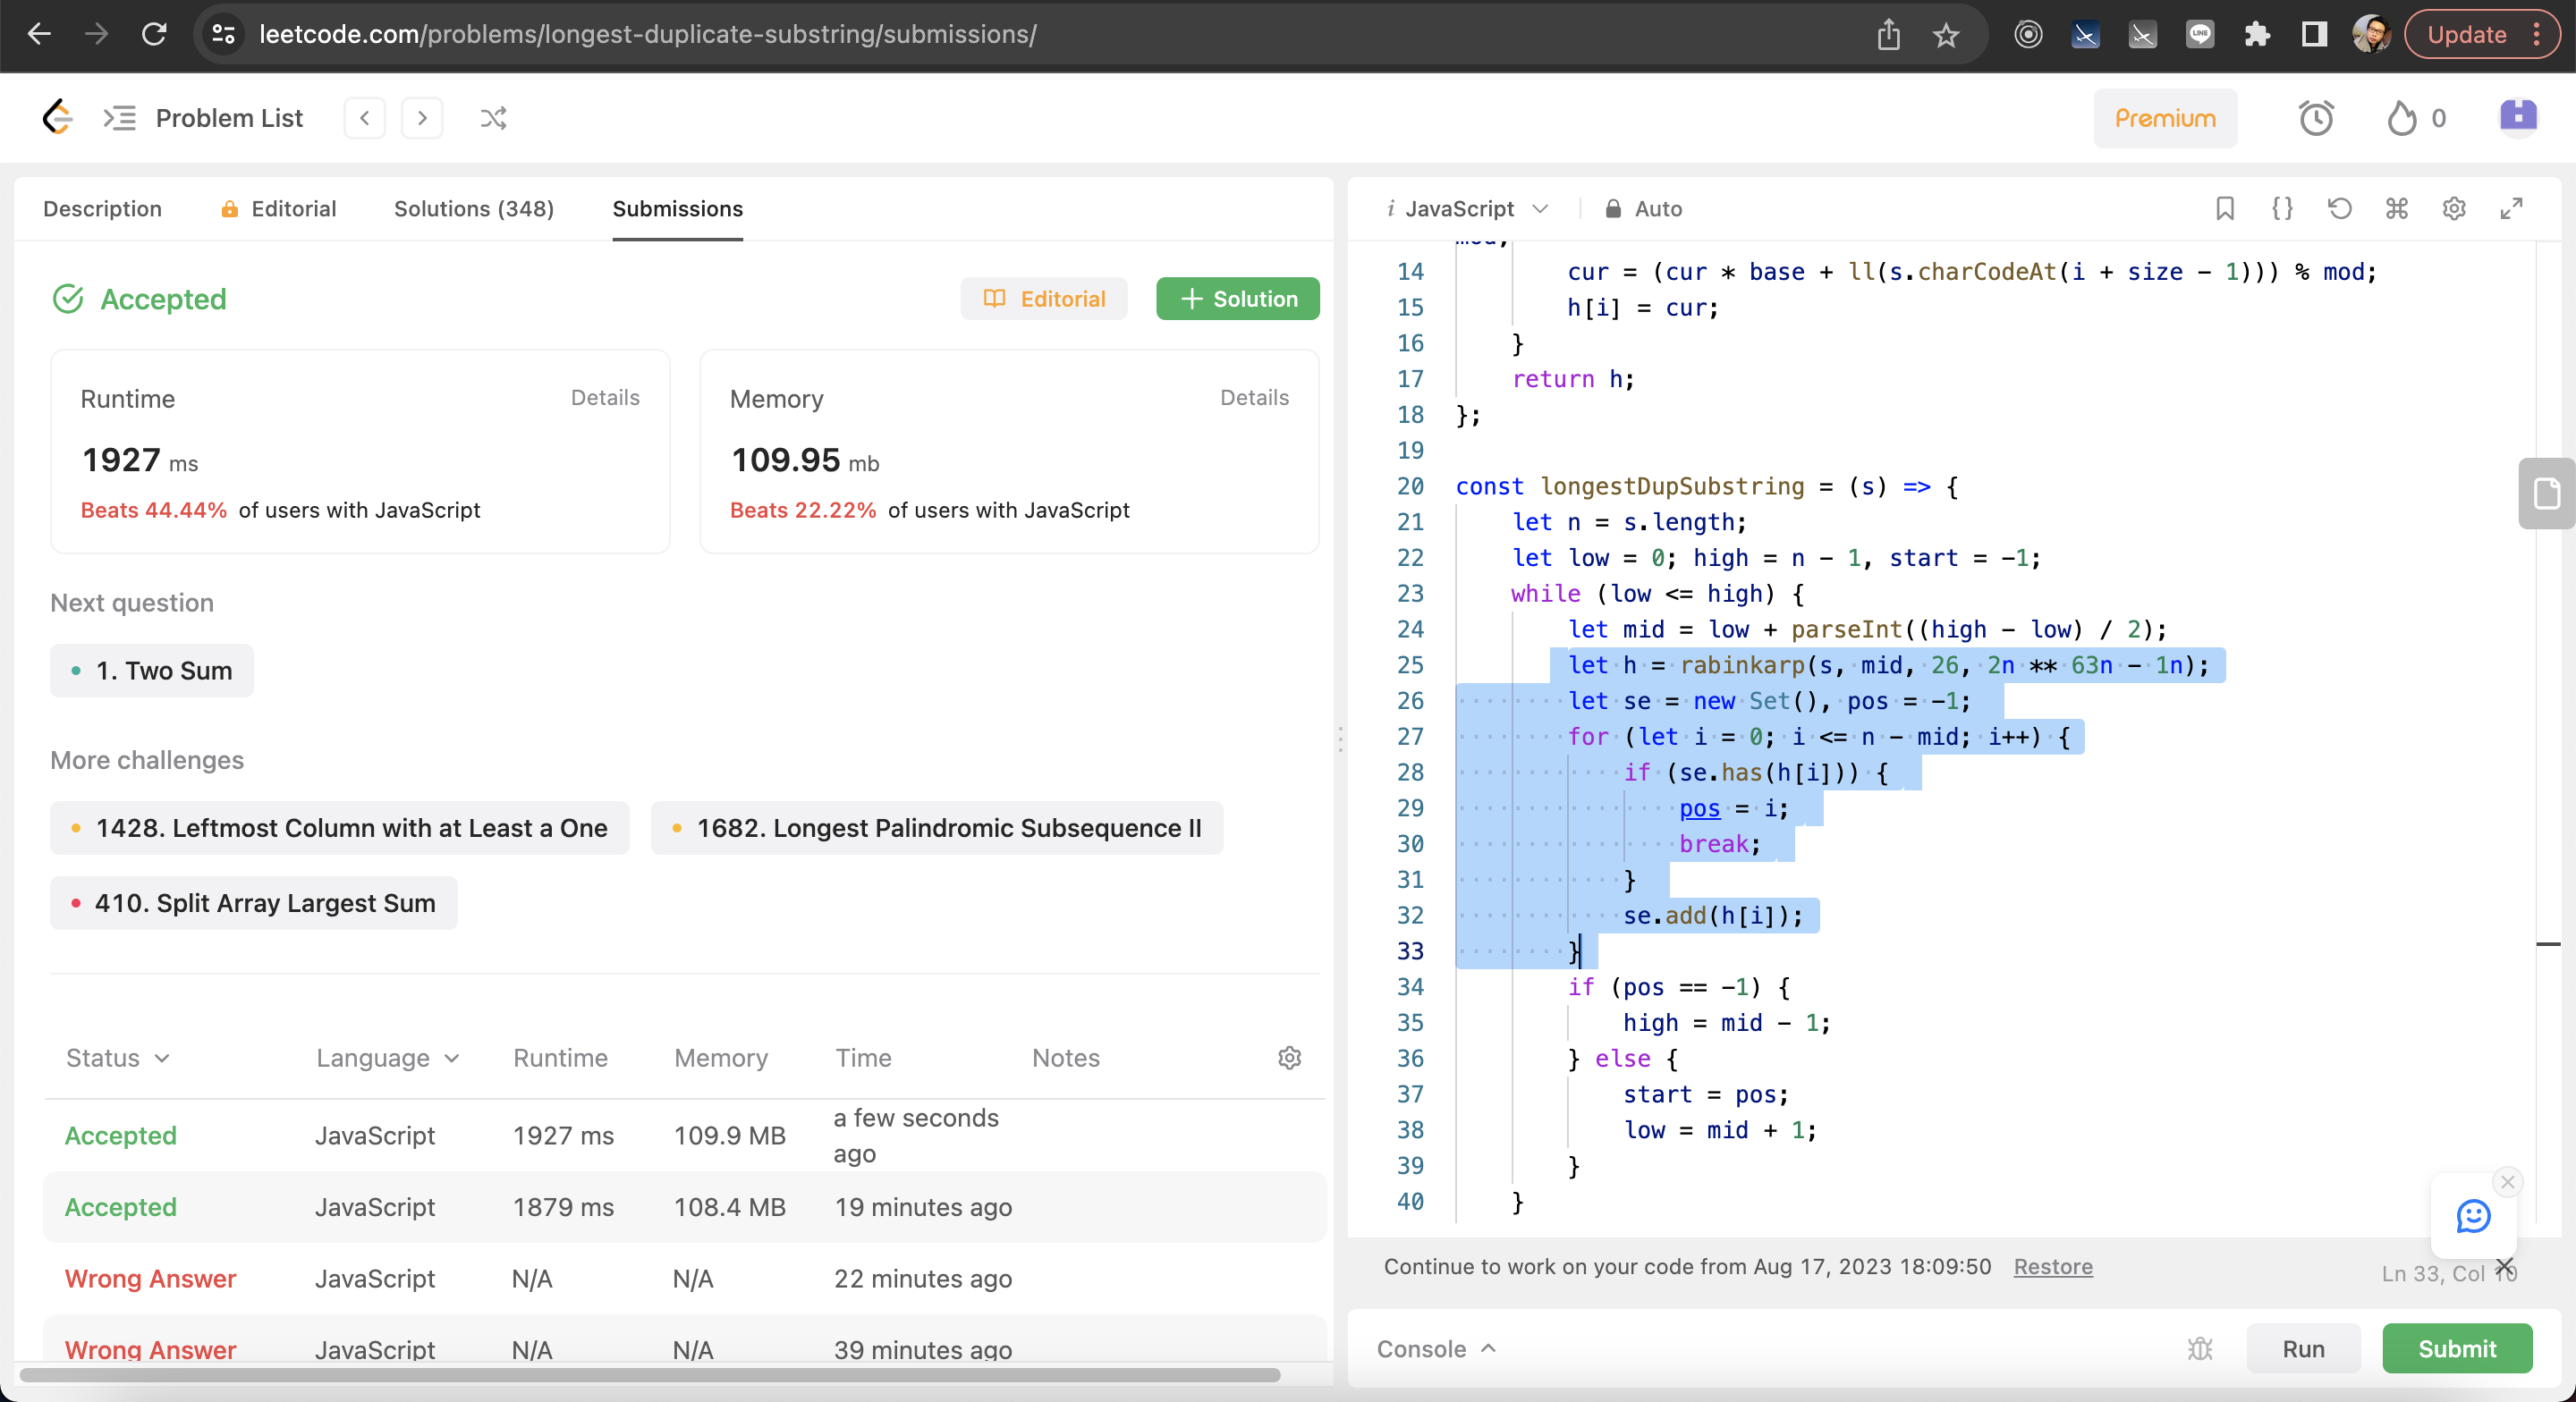 leetcode.com/problems/longest-duplicate-substring/submissions/
LINE
Update
Problem List
Premium
0
Description
Editorial
Solutions (348)
Submissions
Accepted
Editorial
Solution
Runtime
Details
1927 ms
Beats 44.44% of users with JavaScript
Memory
Details
109.95 mb
Beats 22.22% of users with JavaScript
Next question
1. Two Sum
More challenges
1428. Leftmost Column with at Least a One
1682. Longest Palindromic Subsequence II
410. Split Array Largest Sum
Status Language Runtime Memory Time Notes
Accepted JavaScript 1927 ms 109.9 MB a few seconds ago
Accepted JavaScript 1879 ms 108.4 MB 19 minutes ago
Wrong Answer JavaScript N/A N/A 22 minutes ago
Wrong Answer JavaScript N/A N/A 39 minutes ago
i JavaScript
Auto
mod;
14 cur = (cur * base + ll(s.charCodeAt(i + size - 1))) % mod;
15 h[i] = cur;
16 }
17 return h;
18 };
19
20 const longestDupSubstring = (s) => {
21 let n = s.length;
22 let low = 0; high = n - 1, start = -1;
23 while (low <= high) {
24 let mid = low + parseInt((high - low) / 2);
25 let h = rabinkarp(s, mid, 26, 2n ** 63n - 1n);
26 let se = new Set(), pos = -1;
27 for (let i = 0; i <= n - mid; i++) {
28 if (se.has(h[i])) {
29 pos = i;
30 break;
31 }
32 se.add(h[i]);
33 }
34 if (pos == -1) {
35 high = mid - 1;
36 } else {
37 start = pos;
38 low = mid + 1;
39 }
40 }
Continue to work on your code from Aug 17, 2023 18:09:50 Restore
Ln 33, Col 10
Console
Run
Submit